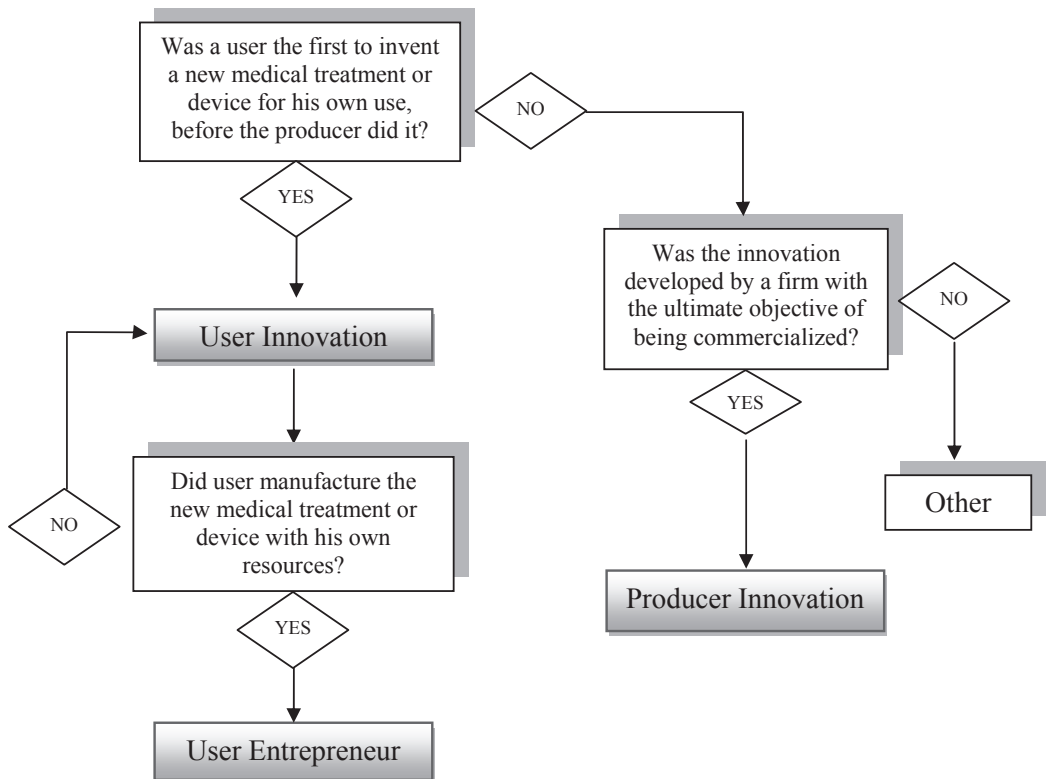 Was a user the first to invent
a new medical treatment or
device for his own use,
before the producer did it?
NO
YES
User Innovation
Did user manufacture the
new medical treatment or
device with his own
resources?
NO
YES
User Entrepreneur
Was the innovation
developed by a firm with
the ultimate objective of
being commercialized?
NO
YES
Other
Producer Innovation